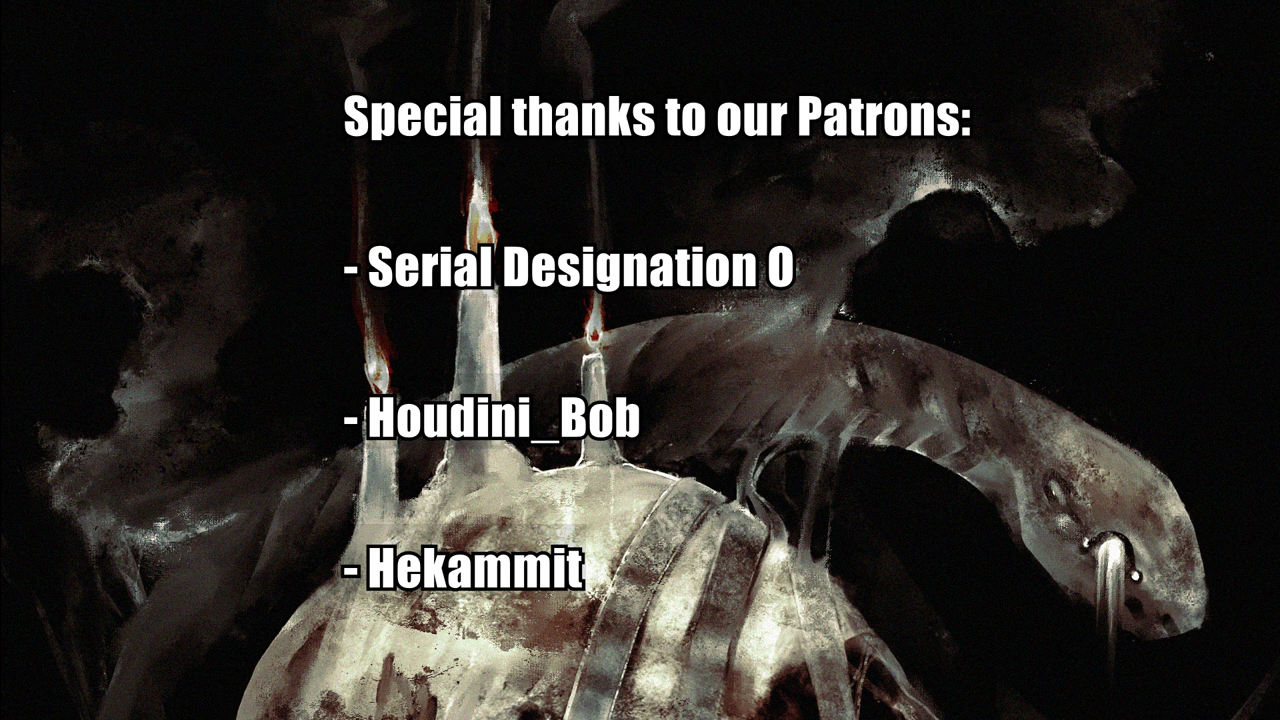 Special thanks to our Patrons:
- Serial Designation O
- Houdini_Bob
- Hekammit